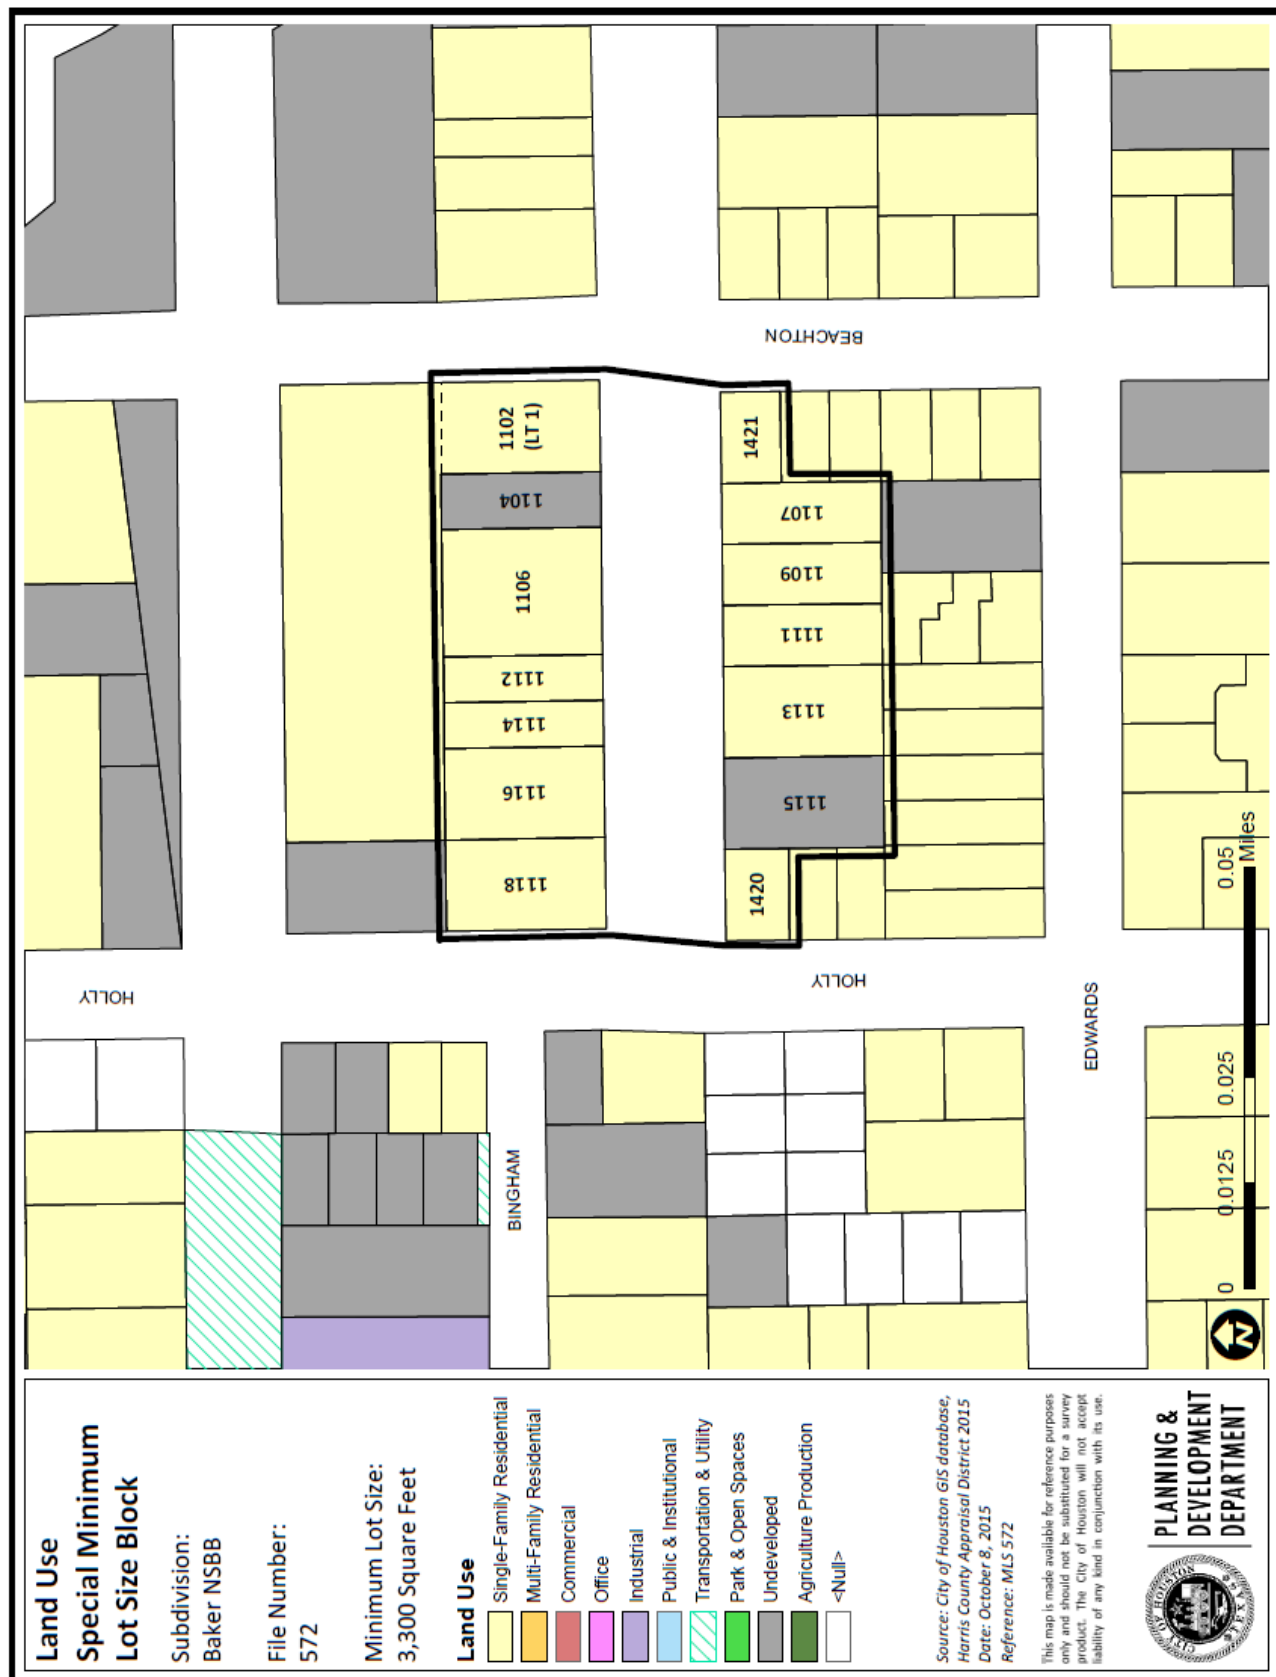 Land Use
Special Minimum
Lot Size Block
Subdivision:
Baker NSBB
File Number:
572
Minimum Lot Size:
3,300 Square Feet
Land Use
Single-Family Residential
Multi-Family Residential
Commercial
Office
Industrial
Public & Institutional
Transportation & Utility
Park & Open Spaces
Undeveloped
Agriculture Production
<Null>
Source: City of Houston GIS database,
Harris County Appraisal District 2015
Date: October 8, 2015
Reference: MLS 572
This map is made available for reference purposes
only and should not be substituted for a survey
product. The City of Houston will not accept
liability of any kind in conjunction with its use.
CITY OF HOUSTON
TEXAS
PLANNING &
DEVELOPMENT
DEPARTMENT
HOLLY
BINGHAM
HOLLY
EDWARDS
BEACHTON
1118
1116
1114
1112
1106
1104
1102
(LT 1)
1420
1115
1113
1111
1109
1107
1421
N
0
0.0125
0.025
0.05
Miles